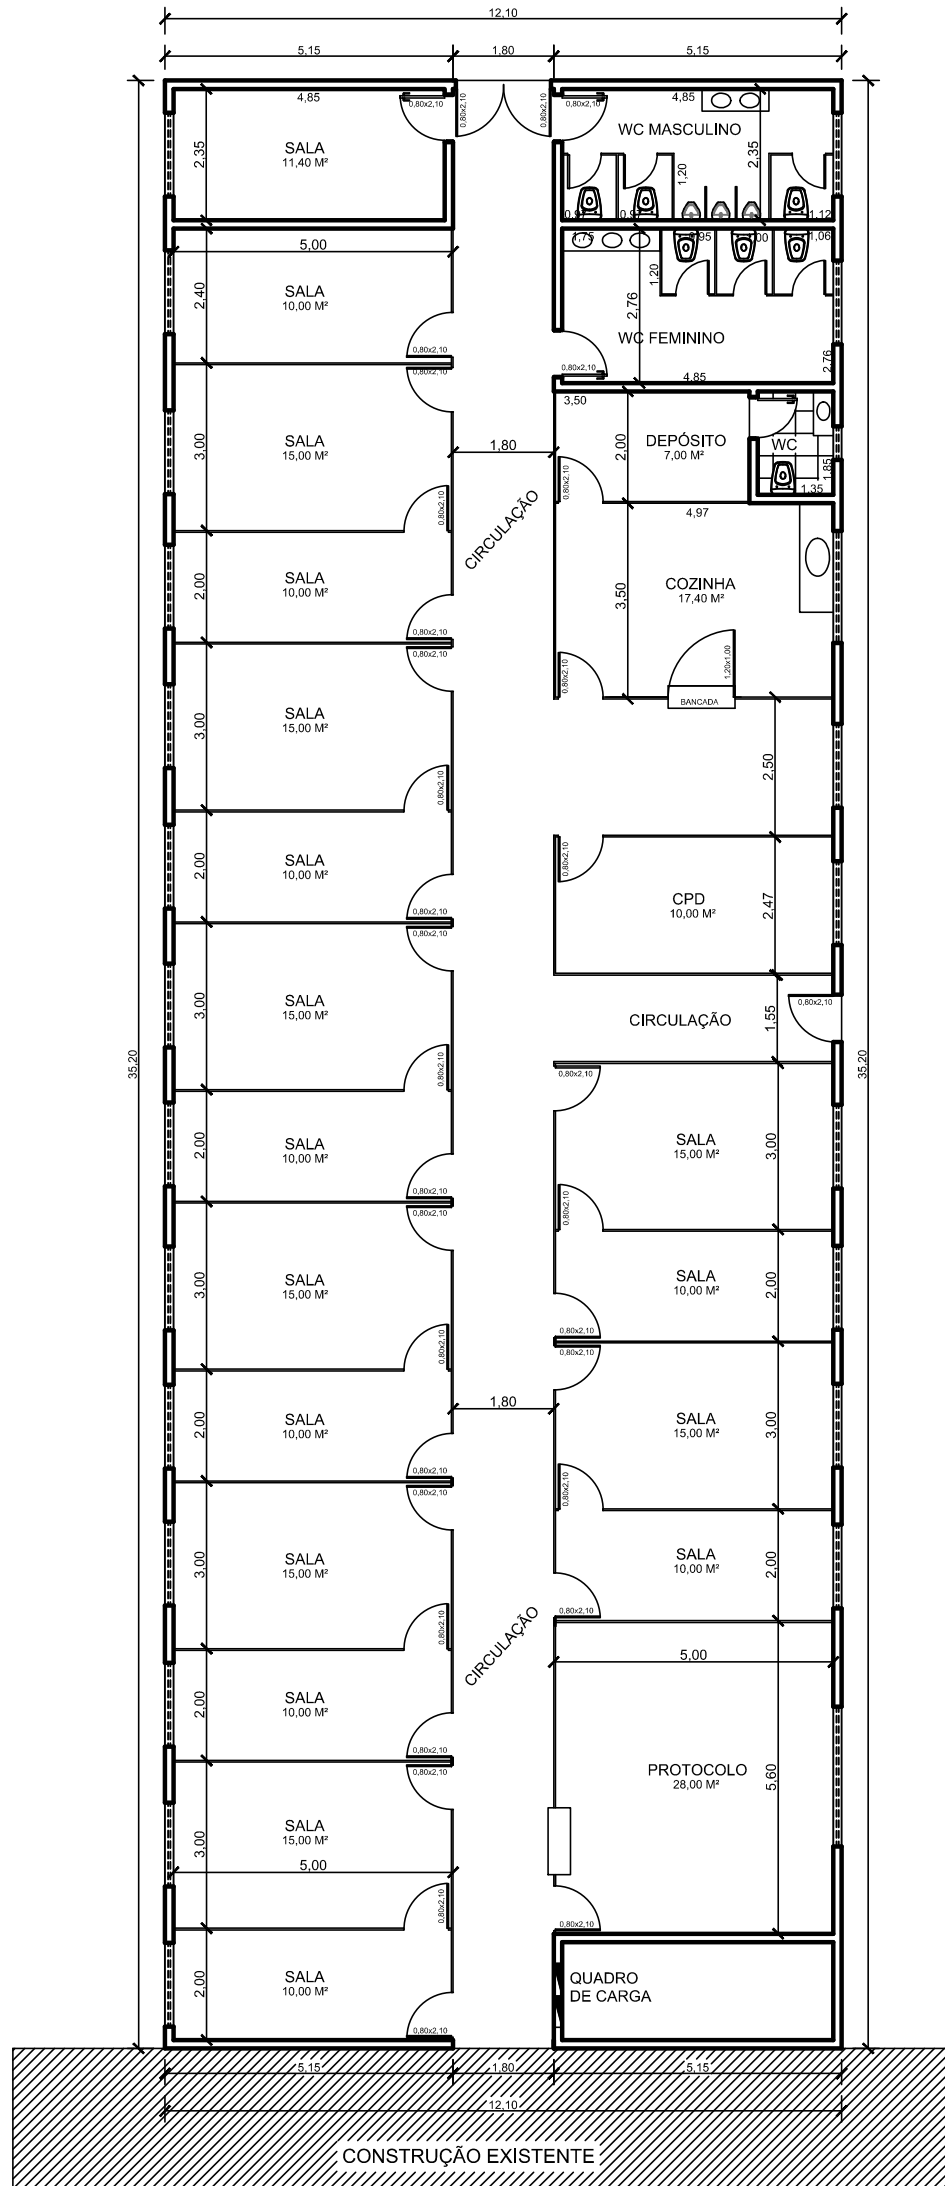 12,10
5,15
1,80
5,15
4,85
0,80x2,10
0,80x2,10
0,80x2,10
0,80x2,10
4,85
2,35
SALA
11,40 M²
WC MASCULINO
2,35
1,20
0,97
0,97
1,12
5,00
1,75
0,95
1,06
2,40
SALA
10,00 M²
1,20
2,76
WC FEMININO
2,76
0,80x2,10
0,80x2,10
4,85
0,80x2,10
3,50
3,00
SALA
15,00 M²
1,80
2,00
DEPÓSITO
7,00 M²
WC
1,85
1,35
0,80x2,10
0,80x2,10
4,97
CIRCULAÇÃO
2,00
SALA
10,00 M²
3,50
COZINHA
17,40 M²
0,80x2,10
0,80x2,10
0,80x2,10
1,20x1,00
BANCADA
3,00
SALA
15,00 M²
2,50
0,80x2,10
2,00
SALA
10,00 M²
0,80x2,10
CPD
10,00 M²
2,47
0,80x2,10
0,80x2,10
3,00
SALA
15,00 M²
CIRCULAÇÃO
1,55
0,80x2,10
35,20
35,20
0,80x2,10
0,80x2,10
2,00
SALA
10,00 M²
SALA
15,00 M²
3,00
0,80x2,10
0,80x2,10
0,80x2,10
3,00
SALA
15,00 M²
SALA
10,00 M²
2,00
0,80x2,10
0,80x2,10
0,80x2,10
1,80
2,00
SALA
10,00 M²
SALA
15,00 M²
3,00
0,80x2,10
0,80x2,10
0,80x2,10
3,00
SALA
15,00 M²
SALA
10,00 M²
2,00
0,80x2,10
0,80x2,10
CIRCULAÇÃO
5,00
2,00
SALA
10,00 M²
0,80x2,10
0,80x2,10
PROTOCOLO
28,00 M²
5,60
3,00
SALA
15,00 M²
5,00
0,80x2,10
0,80x2,10
2,00
SALA
10,00 M²
QUADRO
DE CARGA
0,80x2,10
5,15
1,80
5,15
12,10
CONSTRUÇÃO EXISTENTE